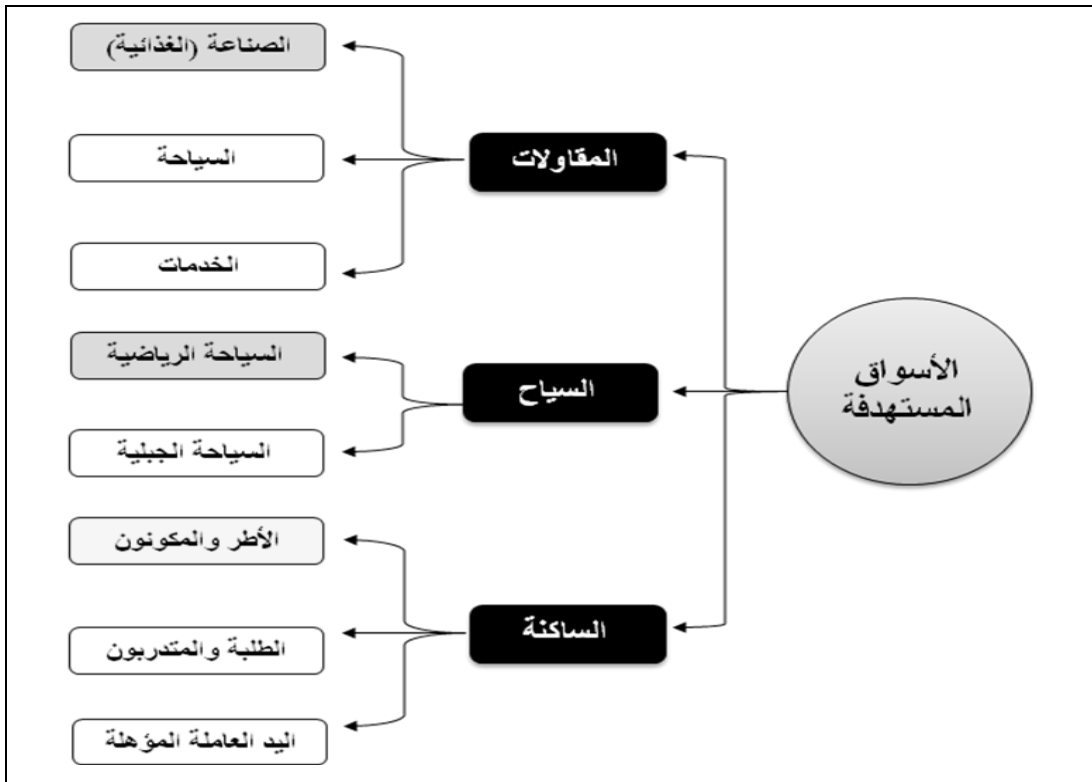 الأسواق
المستهدفة
المقاولات
الصناعة (الغذائية)
السياحة
الخدمات
السياح
السياحة الرياضية
السياحة الجبلية
الساكنة
الأطر والمكونون
الطلبة والمتدربون
اليد العاملة المؤهلة